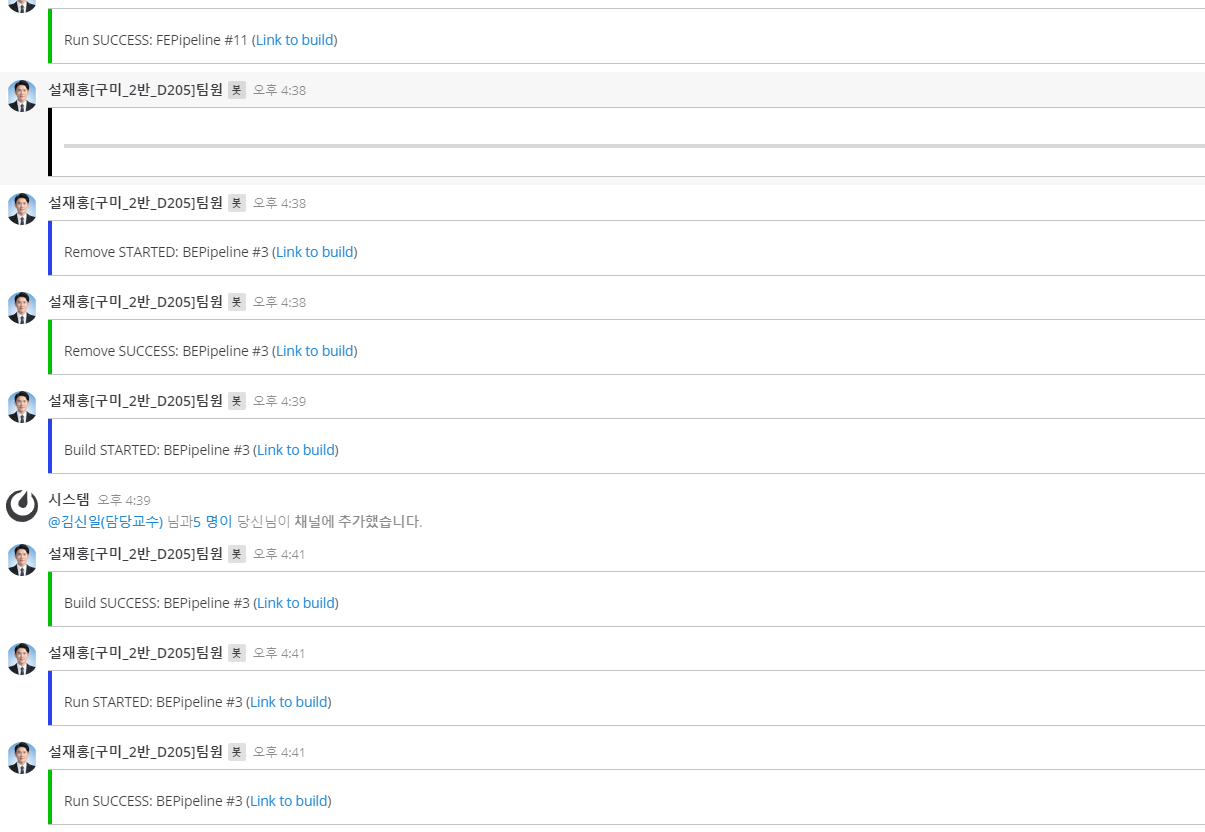 Run SUCCESS: FEPipeline #11 (Link to build)
설재홍[구미_2반_D205]팀원 봇 오후 4:38
설재홍[구미_2반_D205]팀원 봇 오후 4:38
Remove STARTED: BEPipeline #3 (Link to build)
설재홍[구미_2반_D205]팀원 봇 오후 4:38
Remove SUCCESS: BEPipeline #3 (Link to build)
설재홍[구미_2반_D205]팀원 봇 오후 4:39
Build STARTED: BEPipeline #3 (Link to build)
시스템 오후 4:39
@김신일(담당교수) 님과5 명이 당신님이 채널에 추가했습니다.
설재홍[구미_2반_D205]팀원 봇 오후 4:41
Build SUCCESS: BEPipeline #3 (Link to build)
설재홍[구미_2반_D205]팀원 봇 오후 4:41
Run STARTED: BEPipeline #3 (Link to build)
설재홍[구미_2반_D205]팀원 봇 오후 4:41
Run SUCCESS: BEPipeline #3 (Link to build)